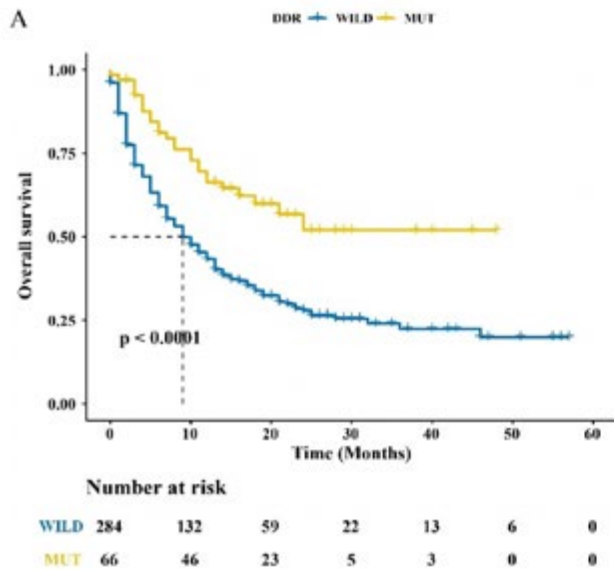 A
DDR WILD MUT
1.00
0.75
0.50
0.25
0.00
Overall survival
p < 0.0001
0 10 20 30 40 50 60
Time (Months)
Number at risk
WILD 284 132 59 22 13 6 0
MUT 66 46 23 5 3 0 0